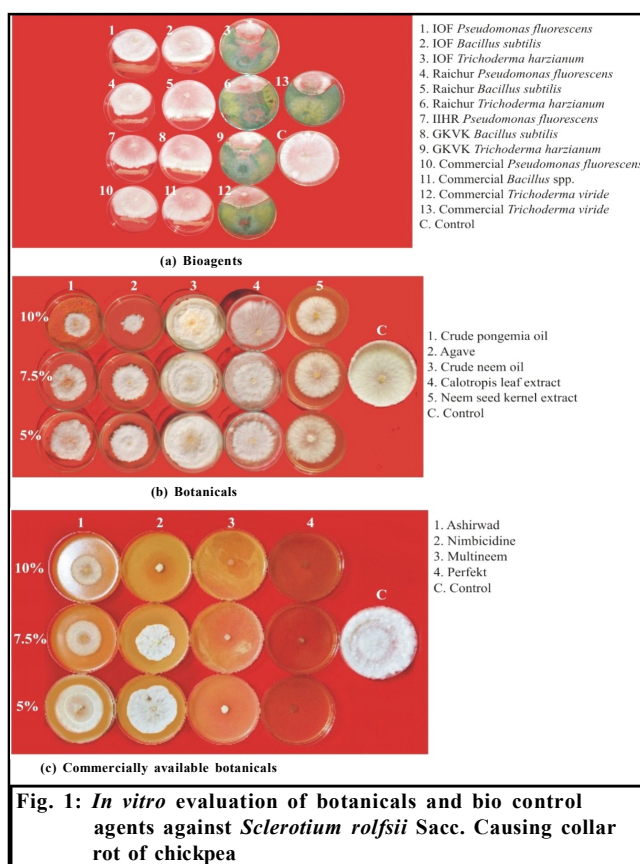 1 2 3
4 5 6 13
7 8 9 C
10 11 12
1. IOF Pseudomonas fluorescens
2. IOF Bacillus subtilis
3. IOF Trichoderma harzianum
4. Raichur Pseudomonas fluorescens
5. Raichur Bacillus subtilis
6. Raichur Trichoderma harzianum
7. IIHR Pseudomonas fluorescens
8. GKVK Bacillus subtilis
9. GKVK Trichoderma harzianum
10. Commercial Pseudomonas fluorescens
11. Commercial Bacillus spp.
12. Commercial Trichoderma viride
13. Commercial Trichoderma viride
C. Control
(a) Bioagents
1 2 3 4 5
10%
C
7.5%
5%
1. Crude pongemia oil
2. Agave
3. Crude neem oil
4. Calotropis leaf extract
5. Neem seed kernel extract
C. Control
(b) Botanicals
1 2 3 4
10%
C
7.5%
5%
1. Ashirwad
2. Nimbicidine
3. Multineem
4. Perfekt
C. Control
(c) Commercially available botanicals
Fig. 1: In vitro evaluation of botanicals and bio control
agents against Sclerotium rolfsii Sacc. Causing collar
rot of chickpea